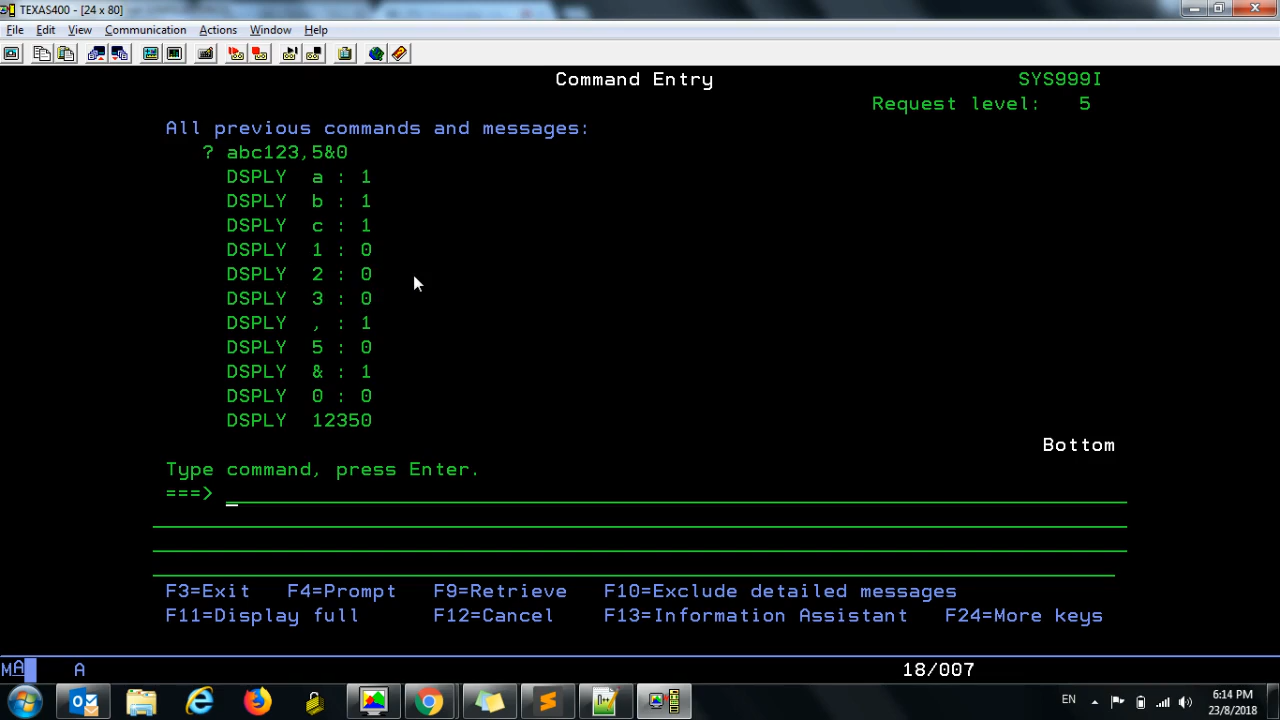 TEXAS400 - [24 x 80]
File Edit View Communication Actions Window Help
Command Entry SYS999I
Request level: 5
All previous commands and messages:
? abc123,5&0
DSPLY a : 1
DSPLY b : 1
DSPLY c : 1
DSPLY 1 : 0
DSPLY 2 : 0
DSPLY 3 : 0
DSPLY , : 1
DSPLY 5 : 0
DSPLY & : 1
DSPLY 0 : 0
DSPLY 12350
Bottom
Type command, press Enter.
===>
F3=Exit F4=Prompt F9=Retrieve F10=Exclude detailed messages
F11=Display full F12=Cancel F13=Information Assistant F24=More keys
MA A 18/007
EN 6:14 PM
23/8/2018